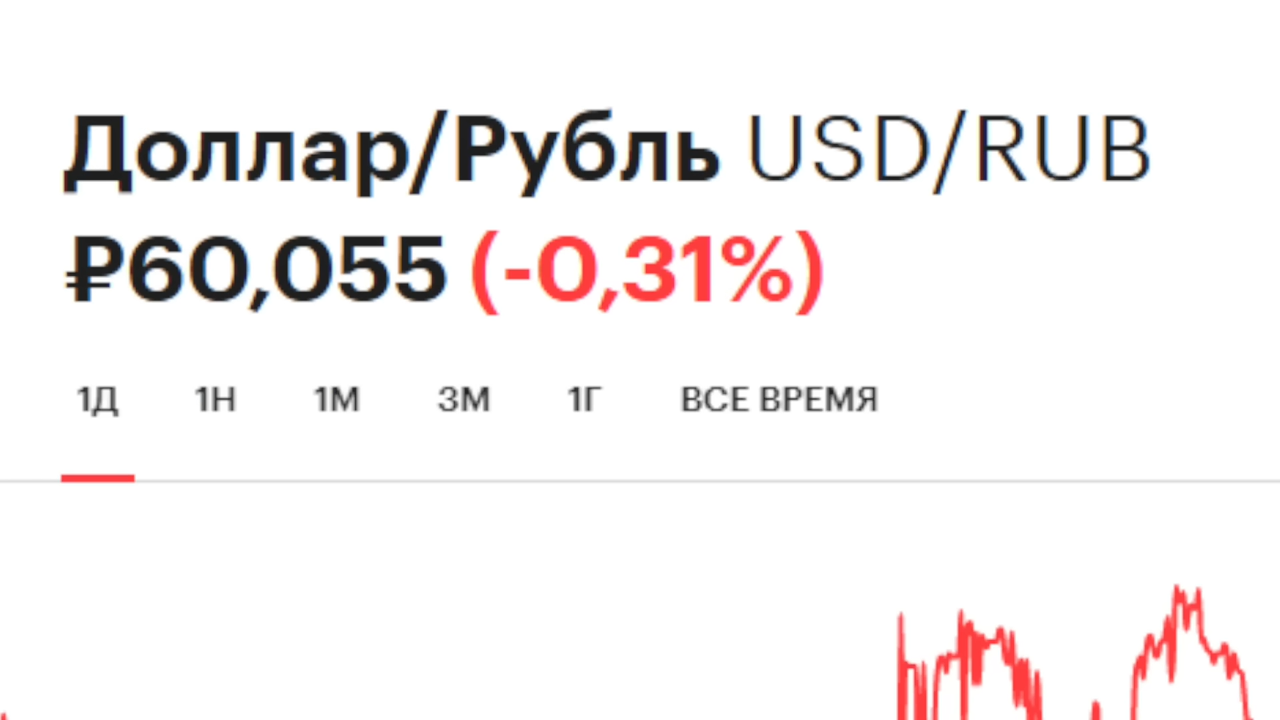 Доллар/Рубль USD/RUB
₽60,055 (-0,31%)
1Д 1Н 1М 3М 1Г ВСЕ ВРЕМЯ